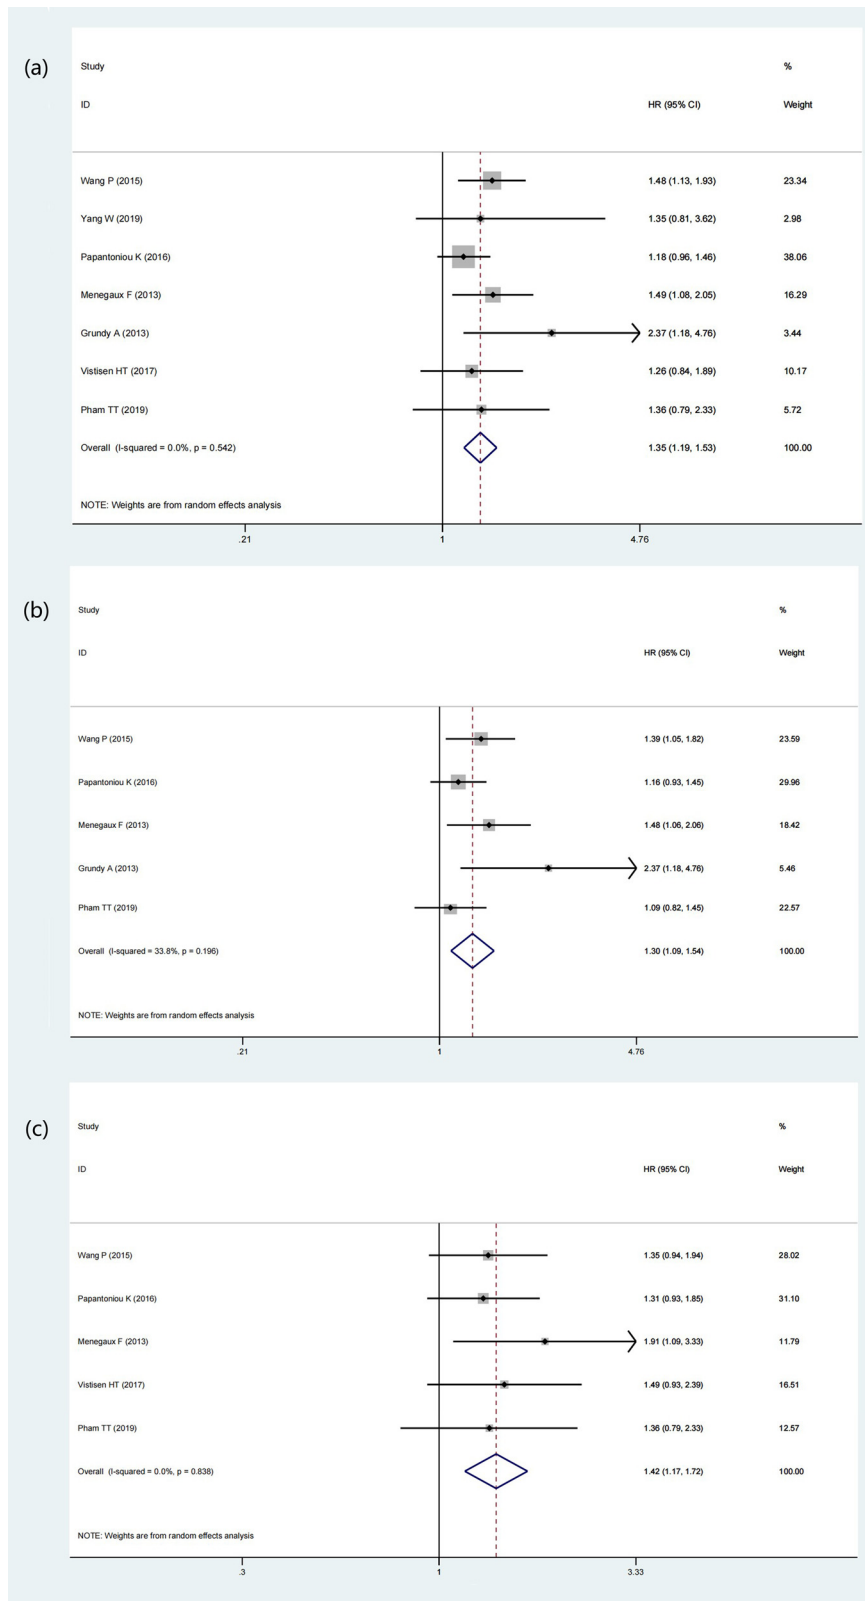 (a)
Study %
ID HR (95% CI) Weight
Wang P (2015) 1.48 (1.13, 1.93) 23.34
Yang W (2019) 1.35 (0.81, 3.62) 2.98
Papantoniou K (2016) 1.18 (0.96, 1.46) 38.06
Menegaux F (2013) 1.49 (1.08, 2.05) 16.29
Grundy A (2013) 2.37 (1.18, 4.76) 3.44
Vistisen HT (2017) 1.26 (0.84, 1.89) 10.17
Pham TT (2019) 1.36 (0.79, 2.33) 5.72
Overall (I-squared = 0.0%, p = 0.542) 1.35 (1.19, 1.53) 100.00
NOTE: Weights are from random effects analysis
.21 1 4.76
(b)
Study %
ID HR (95% CI) Weight
Wang P (2015) 1.39 (1.05, 1.82) 23.59
Papantoniou K (2016) 1.16 (0.93, 1.45) 29.96
Menegaux F (2013) 1.48 (1.06, 2.06) 18.42
Grundy A (2013) 2.37 (1.18, 4.76) 5.46
Pham TT (2019) 1.09 (0.82, 1.45) 22.57
Overall (I-squared = 33.8%, p = 0.196) 1.30 (1.09, 1.54) 100.00
NOTE: Weights are from random effects analysis
.21 1 4.76
(c)
Study %
ID HR (95% CI) Weight
Wang P (2015) 1.35 (0.94, 1.94) 28.02
Papantoniou K (2016) 1.31 (0.93, 1.85) 31.10
Menegaux F (2013) 1.91 (1.09, 3.33) 11.79
Vistisen HT (2017) 1.49 (0.93, 2.39) 16.51
Pham TT (2019) 1.36 (0.79, 2.33) 12.57
Overall (I-squared = 0.0%, p = 0.838) 1.42 (1.17, 1.72) 100.00
NOTE: Weights are from random effects analysis
.3 1 3.33